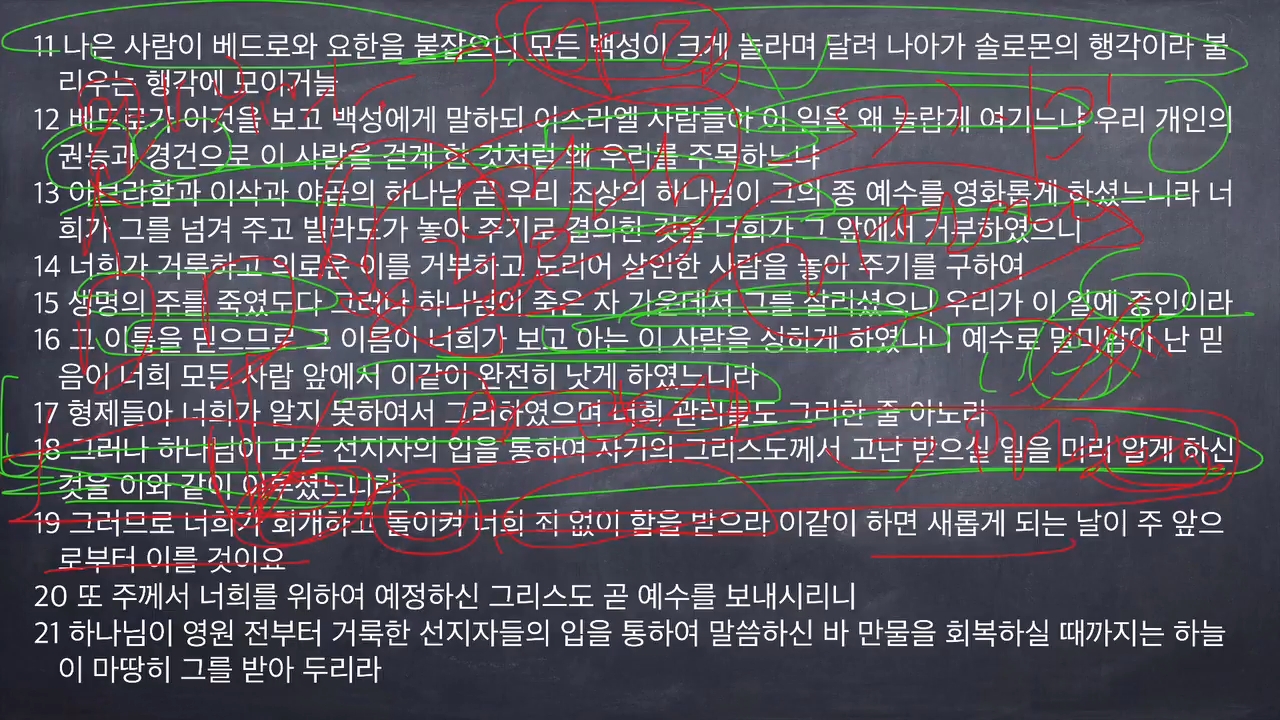 11 나은 사람이 베드로와 요한을 붙잡으니 모든 백성이 크게 놀라며 달려 나아가 솔로몬의 행각이라 불
리우는 행각에 모이거늘
12 베드로가 이것을 보고 백성에게 말하되 이스라엘 사람들아 이 일을 왜 놀랍게 여기느냐 우리 개인의
권능과 경건으로 이 사람을 걷게 한 것처럼 왜 우리를 주목하느냐
13 아브라함과 이삭과 야곱의 하나님 곧 우리 조상의 하나님이 그의 종 예수를 영화롭게 하셨느니라 너
희가 그를 넘겨 주고 빌라도가 놓아 주기로 결의한 것을 너희가 그 앞에서 거부하였으니
14 너희가 거룩하고 의로운 이를 거부하고 도리어 살인한 사람을 놓아 주기를 구하여
15 생명의 주를 죽였도다 그러나 하나님이 죽은 자 가운데서 그를 살리셨으니 우리가 이 일에 증인이라
16 그 이름을 믿으므로 그 이름이 너희가 보고 아는 이 사람을 성하게 하였나니 예수로 말미암아 난 믿
음이 너희 모든 사람 앞에서 이같이 완전히 낫게 하였느니라
17 형제들아 너희가 알지 못하여서 그리하였으며 너희 관리들도 그리한 줄 아노라
18 그러나 하나님이 모든 선지자의 입을 통하여 자기의 그리스도께서 고난 받으실 일을 미리 알게 하신
것을 이와 같이 이루셨느니라
19 그러므로 너희가 회개하고 돌이켜 너희 죄 없이 함을 받으라 이같이 하면 새롭게 되는 날이 주 앞으
로부터 이를 것이요
20 또 주께서 너희를 위하여 예정하신 그리스도 곧 예수를 보내시리니
21 하나님이 영원 전부터 거룩한 선지자들의 입을 통하여 말씀하신 바 만물을 회복하실 때까지는 하늘
이 마땅히 그를 받아 두리라